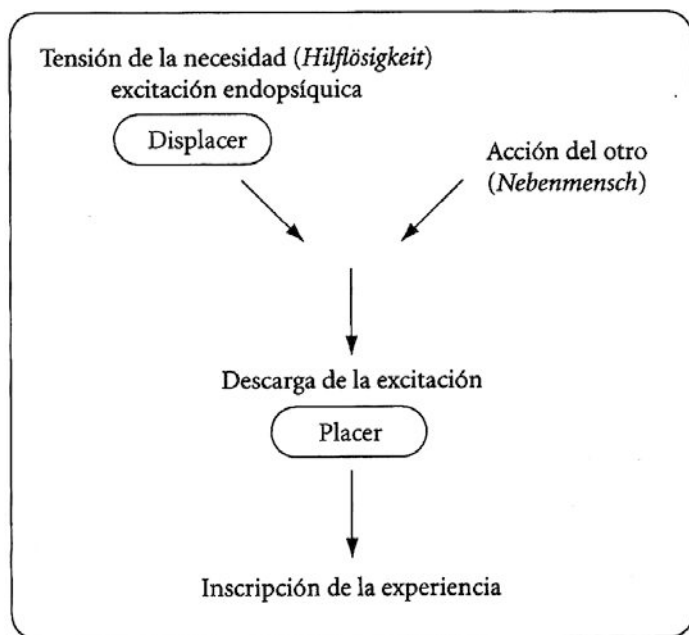 Tensión de la necesidad (Hilflösigkeit)
excitación endopsíquica
Displacer
Acción del otro
(Nebenmensch)
Descarga de la excitación
Placer
Inscripción de la experiencia